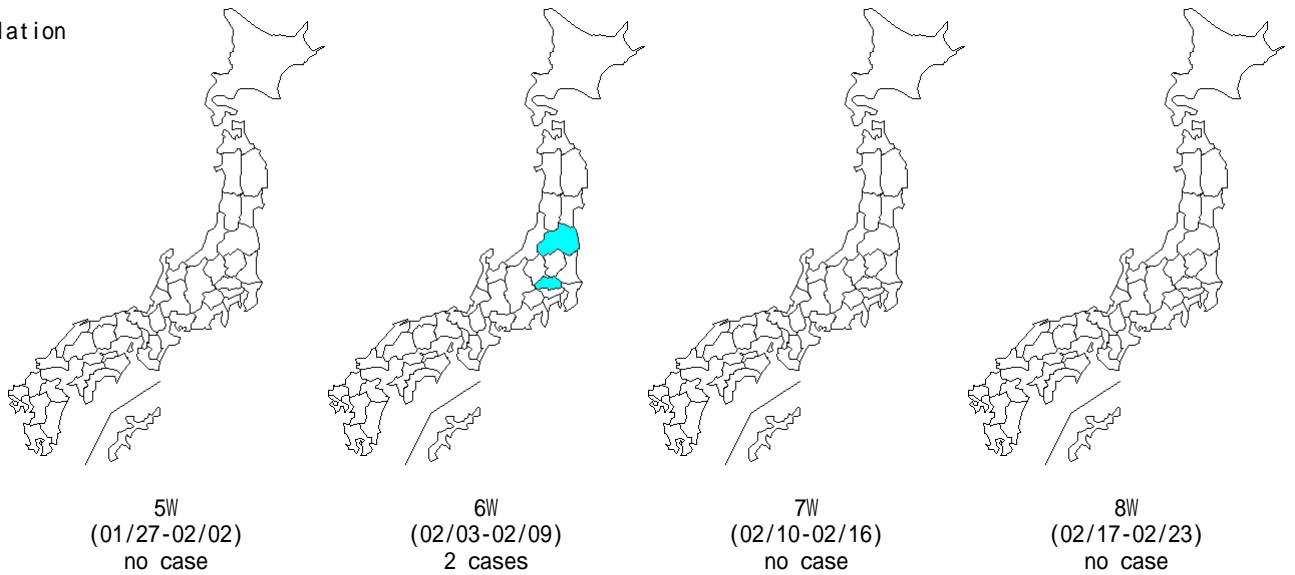 lation
5W
(01/27-02/02)
no case
6W
(02/03-02/09)
2 cases
7W
(02/10-02/16)
no case
8W
(02/17-02/23)
no case